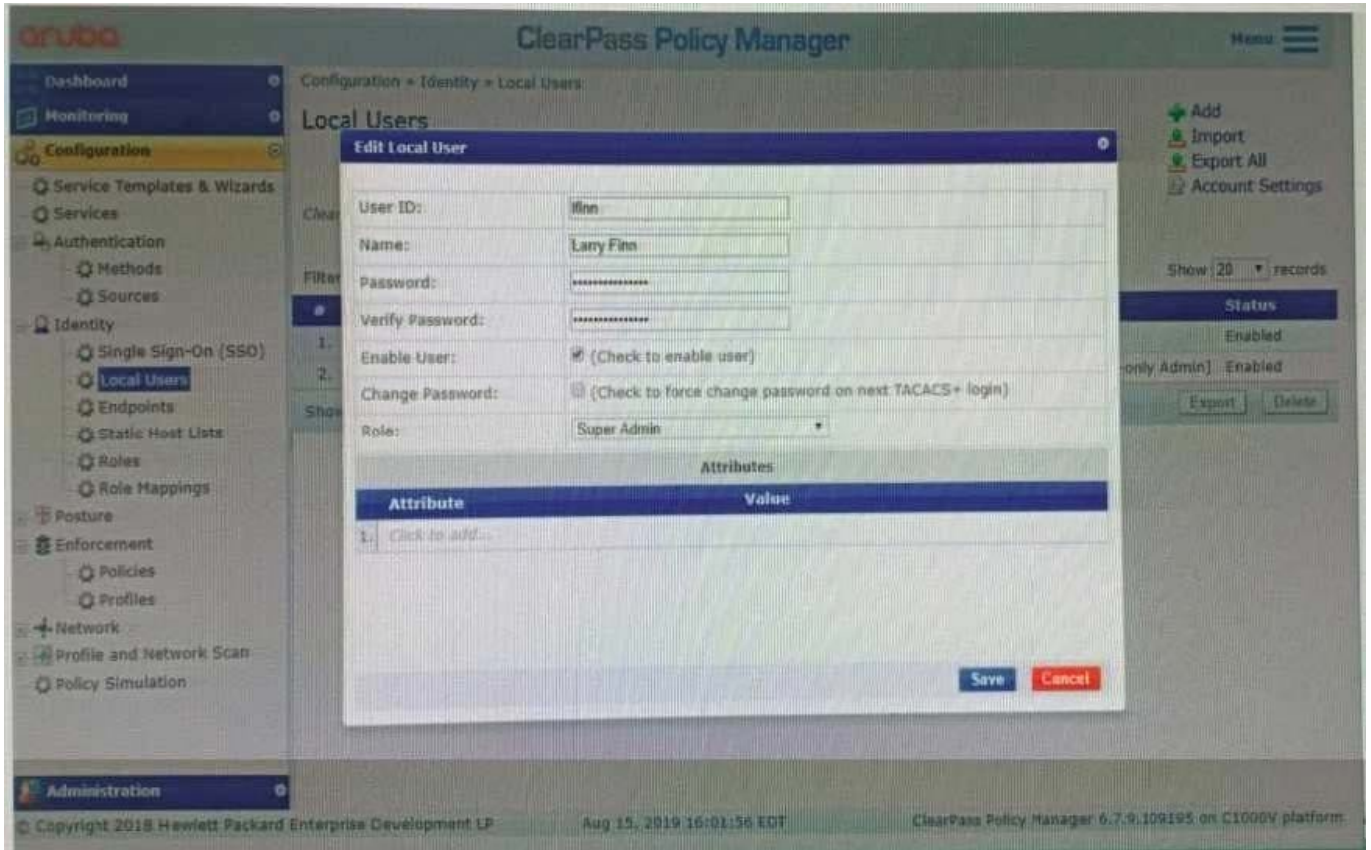 aruba
ClearPass Policy Manager
Menu
Dashboard
Monitoring
Configuration
Service Templates & Wizards
Services
Authentication
Methods
Sources
Identity
Single Sign-On (SSO)
Local Users
Endpoints
Static Host Lists
Roles
Role Mappings
Posture
Enforcement
Policies
Profiles
Network
Profile and Network Scan
Policy Simulation
Administration
Configuration » Identity » Local Users
Local Users
Add
Import
Export All
Account Settings
Clear
Filter
Show 20 records
#
Status
1.
Enabled
2.
-only Admin] Enabled
Show
Export
Delete
Edit Local User
User ID: lfinn
Name: Larry Finn
Password: •••••••••••••••
Verify Password: •••••••••••••••
Enable User: (Check to enable user)
Change Password: (Check to force change password on next TACACS+ login)
Role: Super Admin
Attributes
Attribute Value
1. Click to add...
Save
Cancel
© Copyright 2018 Hewlett Packard Enterprise Development LP
Aug 15, 2019 16:01:56 EDT
ClearPass Policy Manager 6.7.9.109195 on C1000V platform